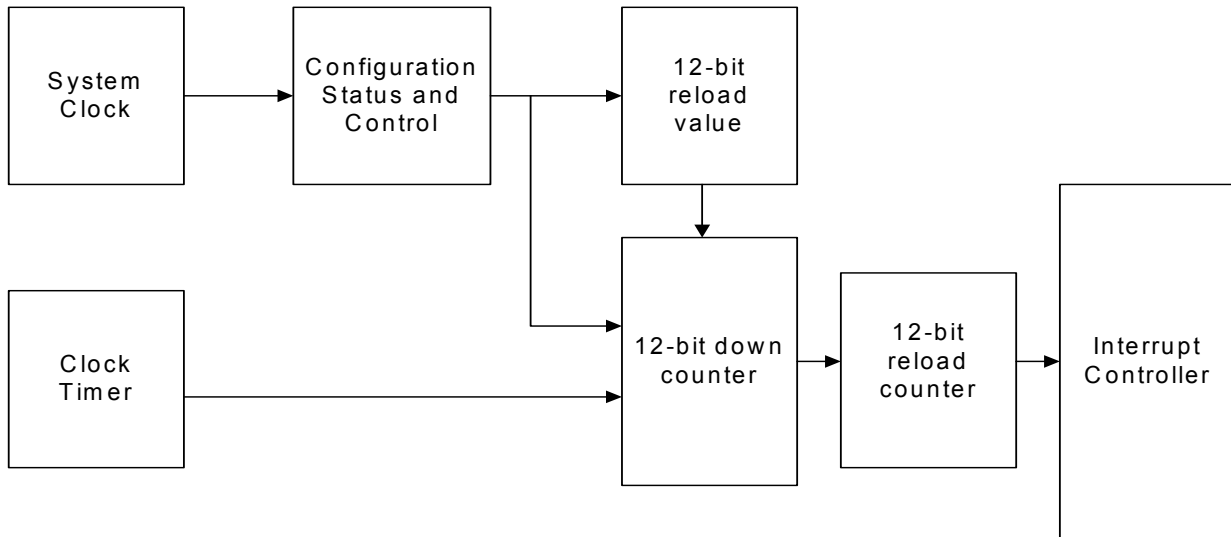 System
Clock
Configuration
Status and
Control
12-bit
reload
value
Clock
Timer
12-bit down
counter
12-bit
reload
counter
Interrupt
Controller